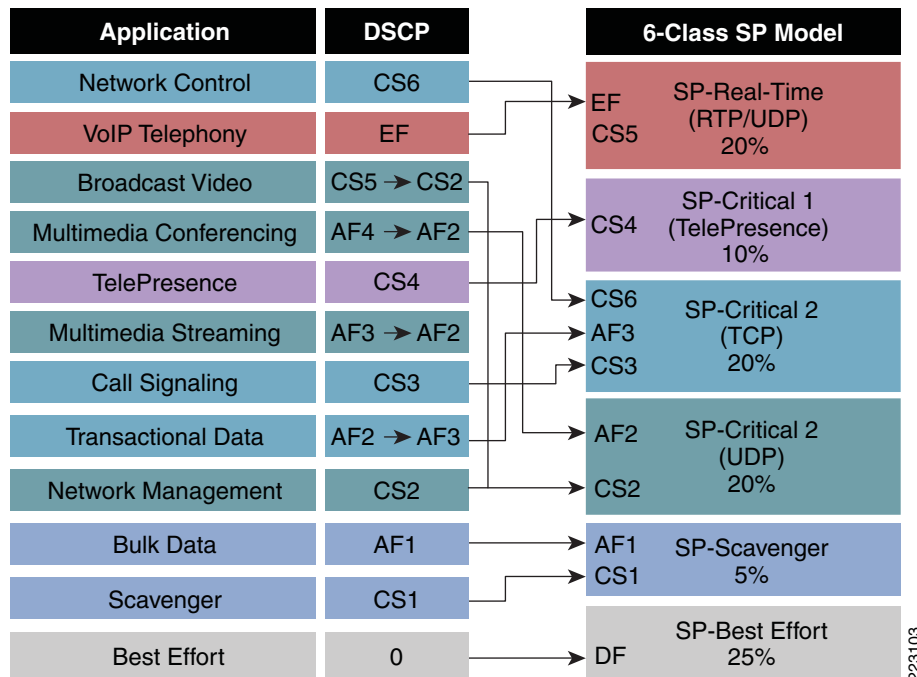 Application DSCP 6-Class SP Model
Network Control CS6
VoIP Telephony EF
Broadcast Video CS5 → CS2
Multimedia Conferencing AF4 → AF2
TelePresence CS4
Multimedia Streaming AF3 → AF2
Call Signaling CS3
Transactional Data AF2 → AF3
Network Management CS2
Bulk Data AF1
Scavenger CS1
Best Effort 0
EF
CS5
SP-Real-Time
(RTP/UDP)
20%
CS4
SP-Critical 1
(TelePresence)
10%
CS6
AF3
CS3
SP-Critical 2
(TCP)
20%
AF2
CS2
SP-Critical 2
(UDP)
20%
AF1
CS1
SP-Scavenger
5%
DF
SP-Best Effort
25%
223103